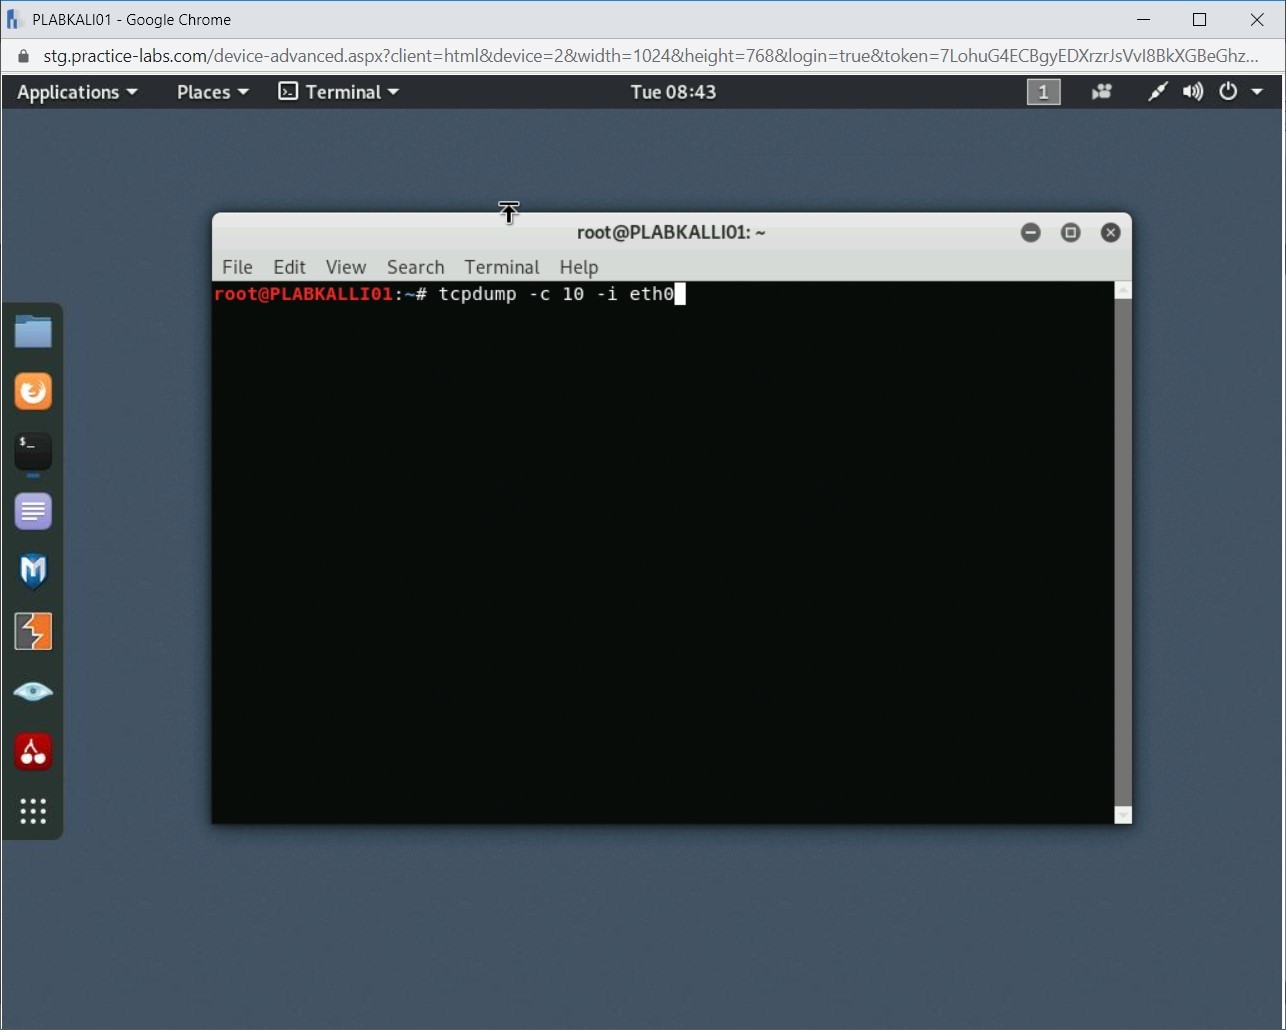 PLABKALI01 - Google Chrome
stg.practice-labs.com/device-advanced.aspx?client=html&device=2&width=1024&height=768&login=true&token=7LohuG4ECBgyEDXrzrJsVvI8BkXGBeGhz...
Applications Places Terminal Tue 08:43 1
root@PLABKALLI01: ~
File Edit View Search Terminal Help
root@PLABKALLI01:~# tcpdump -c 10 -i eth0
$_